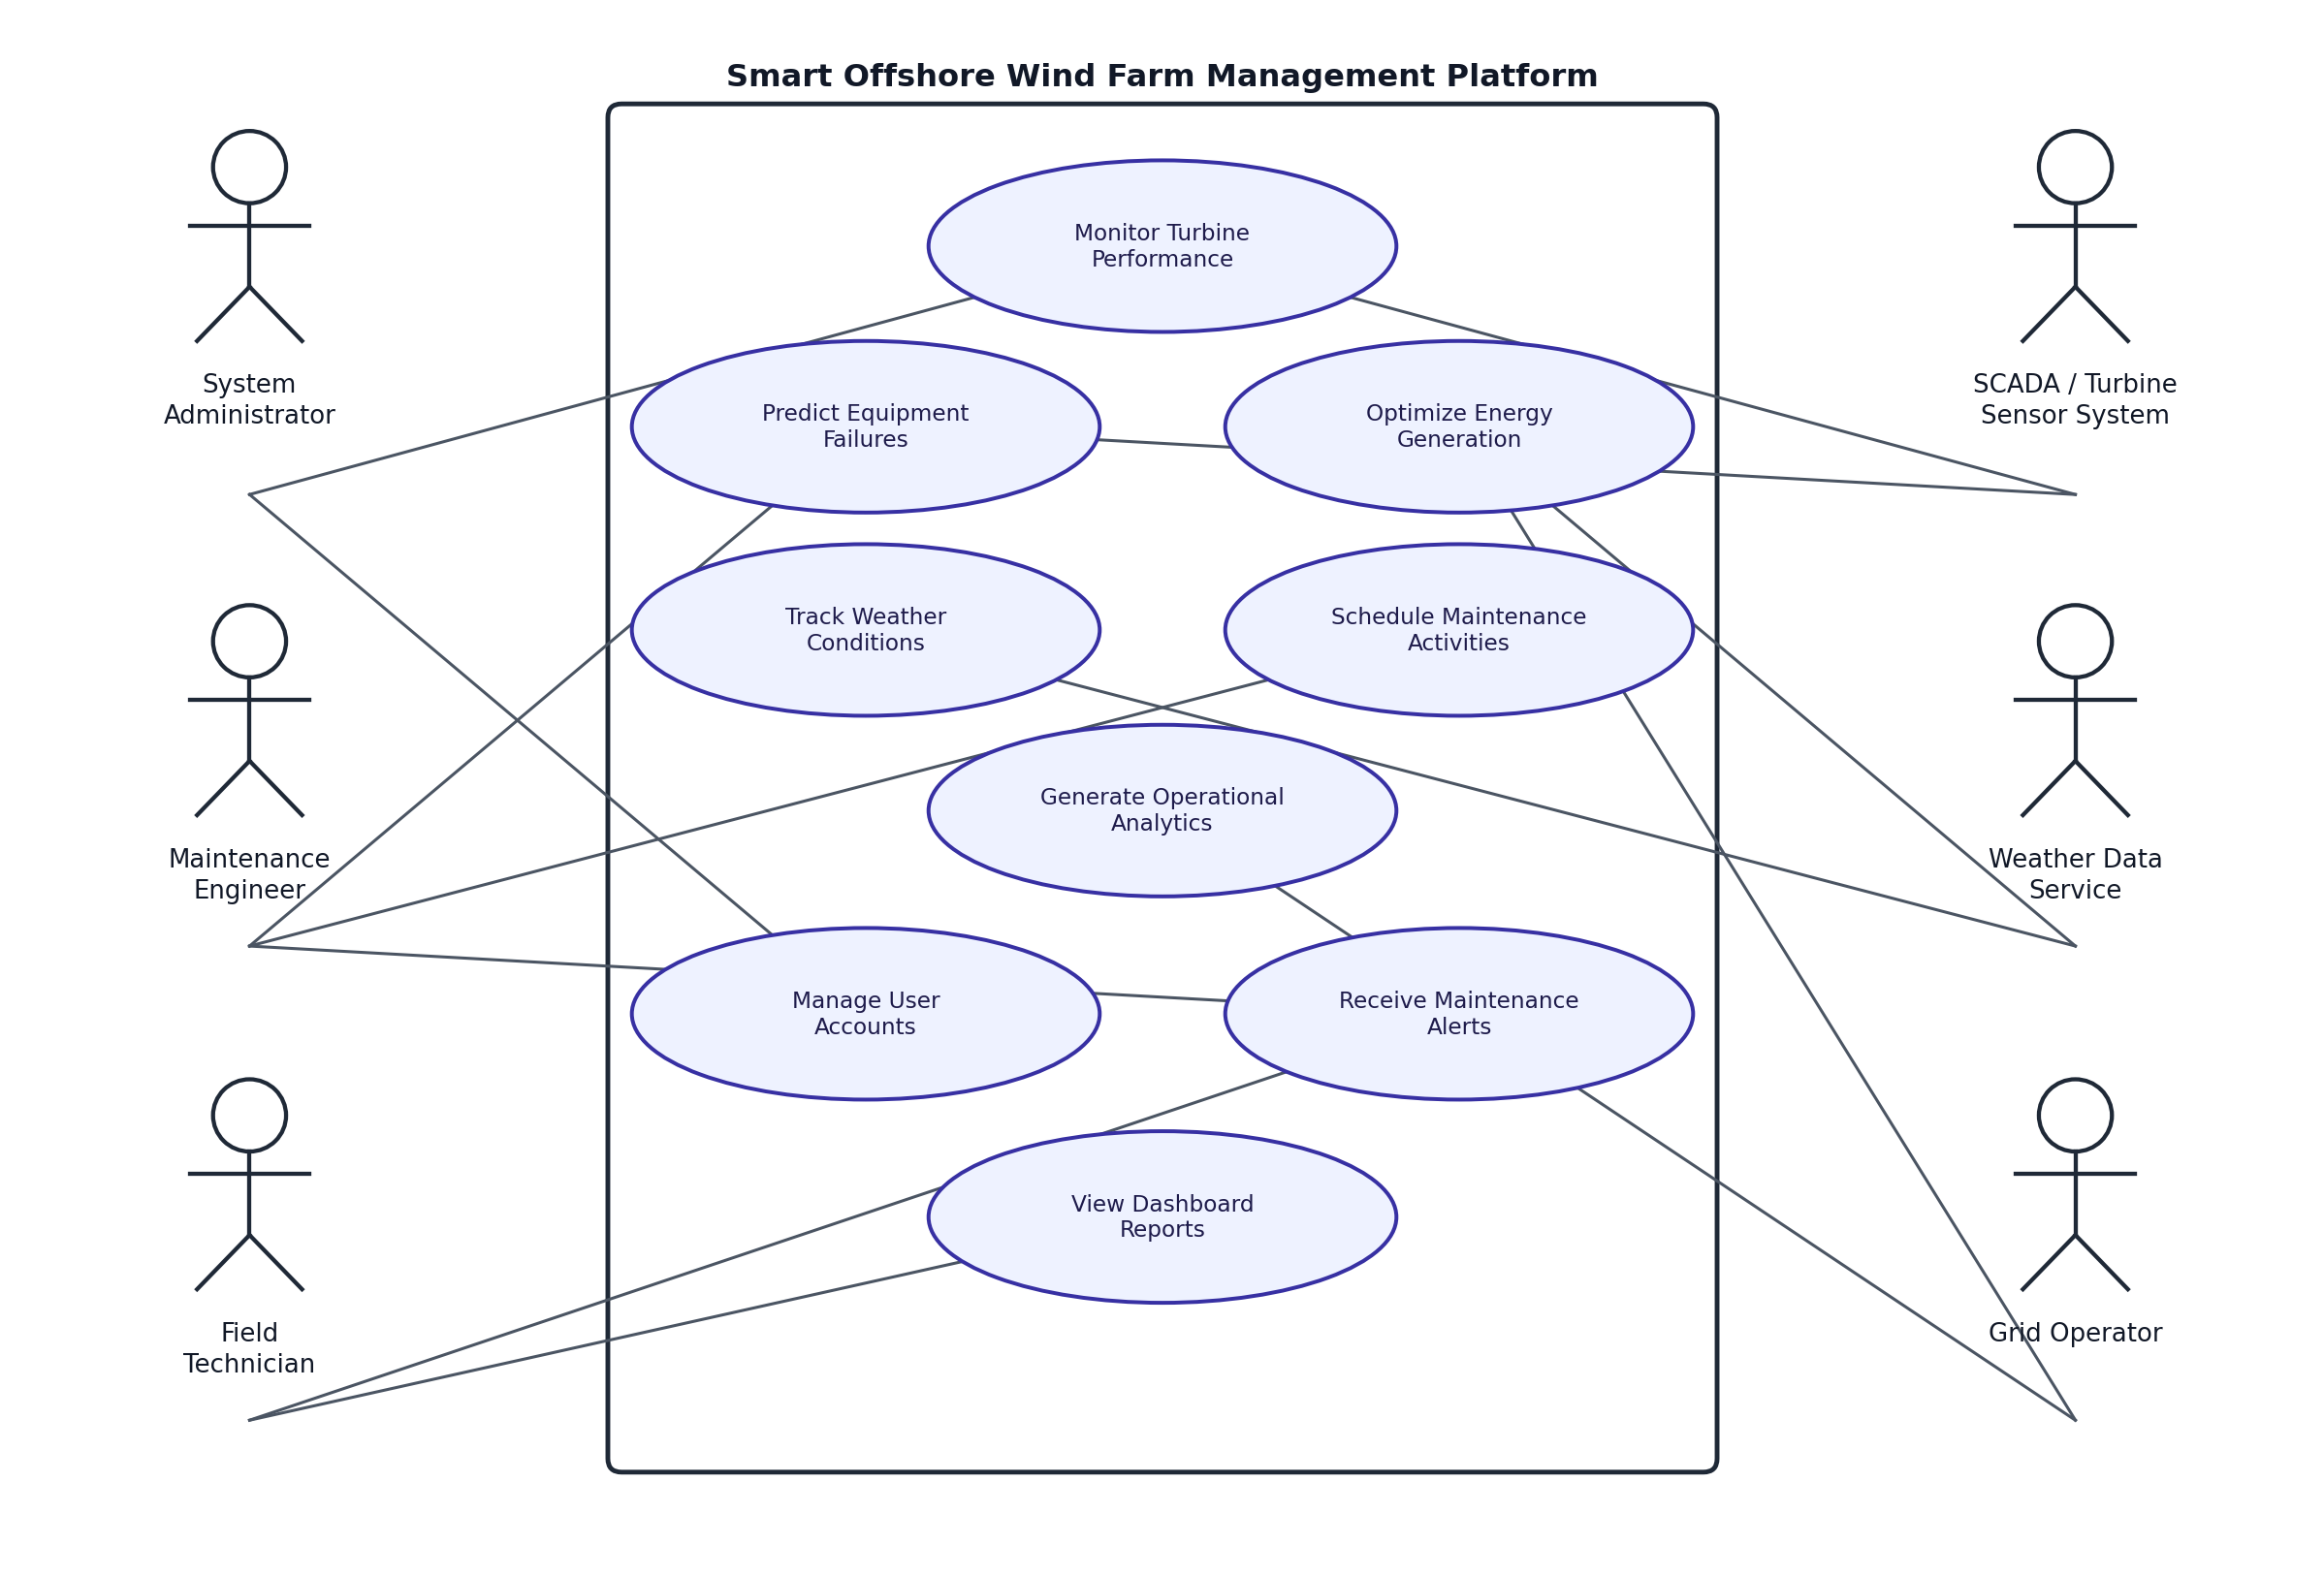 Smart Offshore Wind Farm Management Platform
System
Administrator
SCADA / Turbine
Sensor System
Monitor Turbine
Performance
Predict Equipment
Failures
Optimize Energy
Generation
Track Weather
Conditions
Schedule Maintenance
Activities
Maintenance
Engineer
Weather Data
Service
Generate Operational
Analytics
Manage User
Accounts
Receive Maintenance
Alerts
View Dashboard
Reports
Field
Technician
Grid Operator